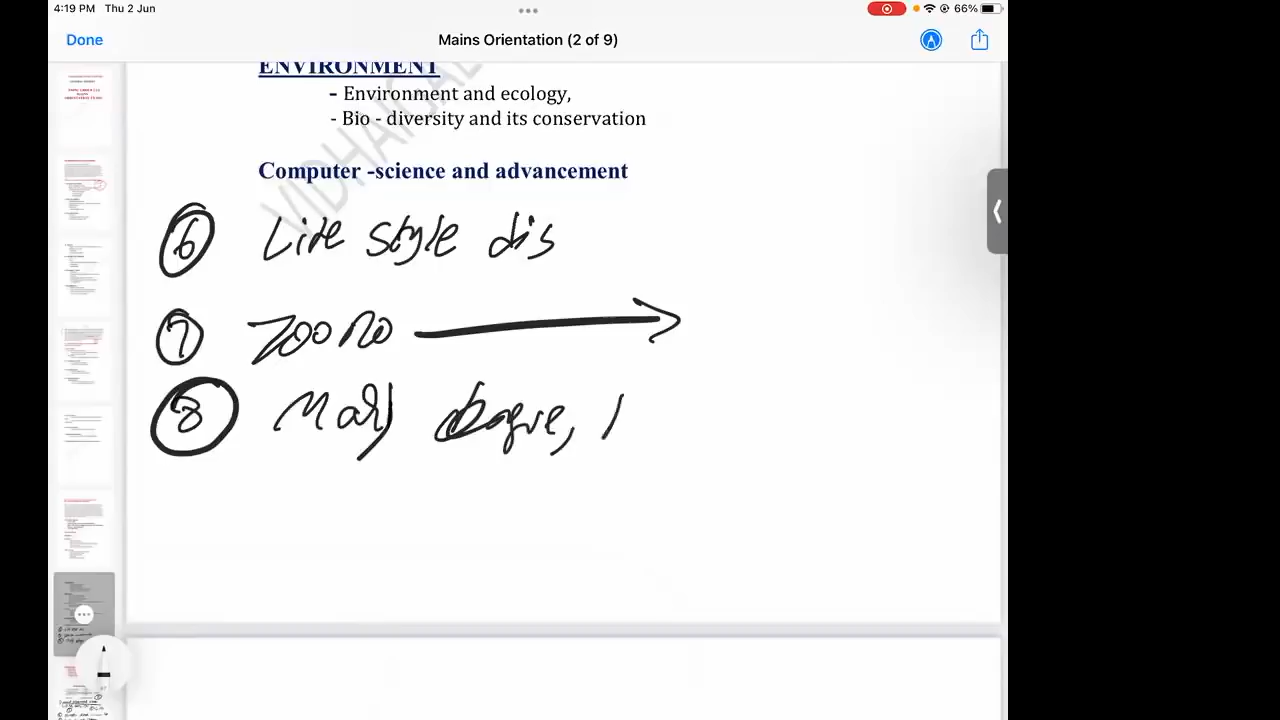 4:19 PM Thu 2 Jun
66%
Done
Mains Orientation (2 of 9)
ENVIRONMENT
- Environment and ecology,
- Bio - diversity and its conservation
Computer -science and advancement
VIDHAIGAL
6 Life style dis
7 zoono
8